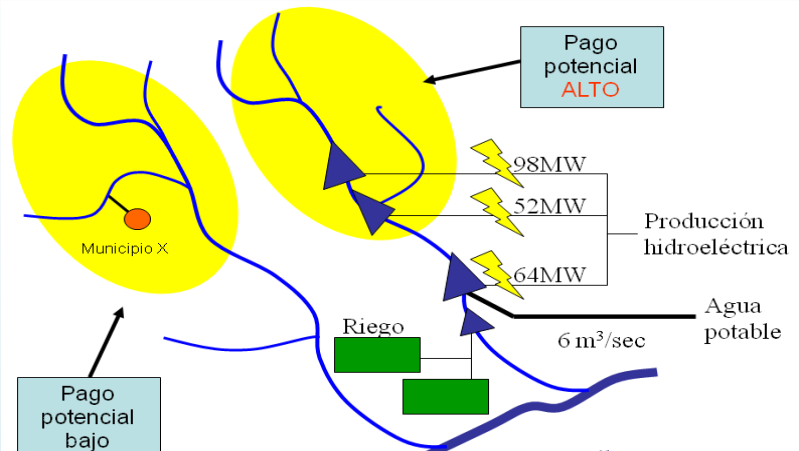 Pago
potencial
ALTO
98MW
52MW
64MW
Producción
hidroeléctrica
Municipio X
Agua
potable
6 m³/sec
Riego
Pago
potencial
bajo